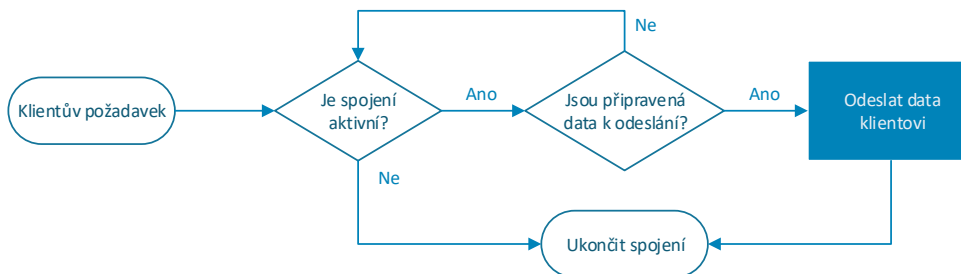 Ne
Klientův požadavek
Je spojení
aktivní?
Ano
Jsou připravená
data k odeslání?
Ano
Odeslat data
klientovi
Ne
Ukončit spojení